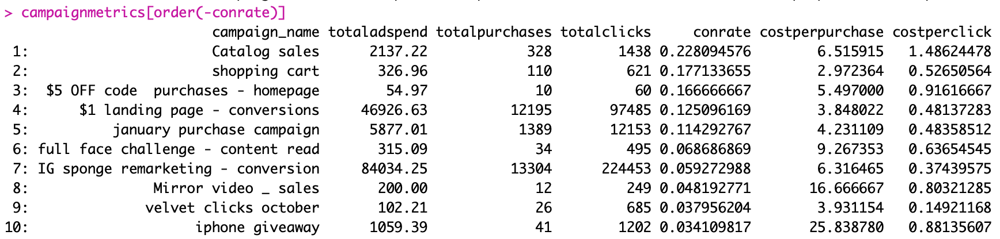 > campaignmetrics[order(-conrate)]
campaign_name totaladspend totalpurchases totalclicks conrate costperpurchase costperclick
1: Catalog sales 2137.22 328 1438 0.228094576 6.515915 1.48624478
2: shopping cart 326.96 110 621 0.177133655 2.972364 0.52650564
3: $5 OFF code  purchases - homepage 54.97 10 60 0.166666667 5.497000 0.91616667
4: $1 landing page - conversions 46926.63 12195 97485 0.125096169 3.848022 0.48137283
5: january purchase campaign 5877.01 1389 12153 0.114292767 4.231109 0.48358512
6: full face challenge - content read 315.09 34 495 0.068686869 9.267353 0.63654545
7: IG sponge remarketing - conversion 84034.25 13304 224453 0.059272988 6.316465 0.37439575
8: Mirror video _ sales 200.00 12 249 0.048192771 16.666667 0.80321285
9: velvet clicks october 102.21 26 685 0.037956204 3.931154 0.14921168
10: iphone giveaway 1059.39 41 1202 0.034109817 25.838780 0.88135607